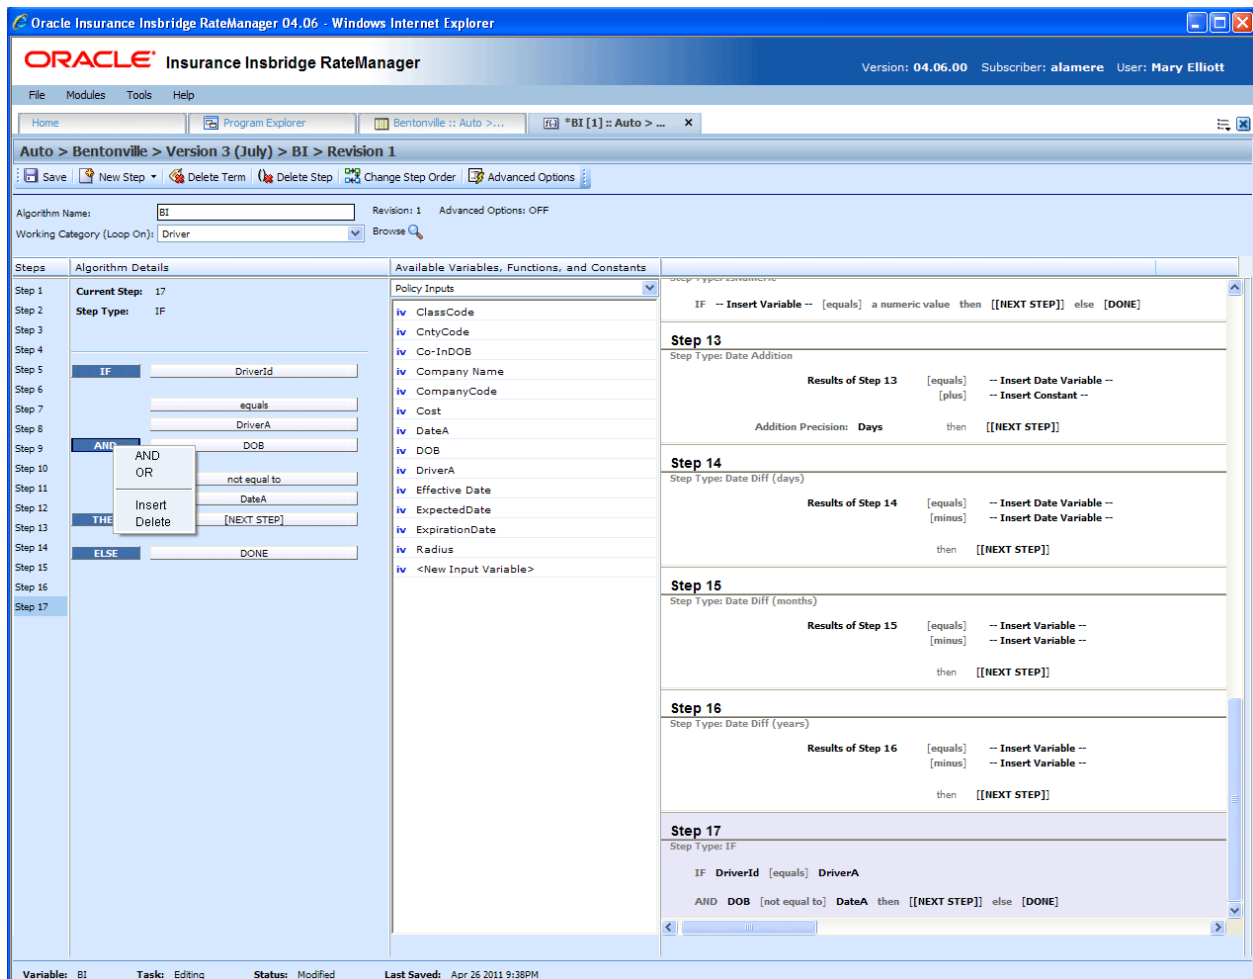 Oracle Insurance Insbridge RateManager 04.06 - Windows Internet Explorer
ORACLE Insurance Insbridge RateManager
Version: 04.06.00 Subscriber: alamere User: Mary Elliott
File Modules Tools Help
Home Program Explorer Bentonville :: Auto >... *BI [1] :: Auto > ... x
Auto > Bentonville > Version 3 (July) > BI > Revision 1
Save New Step Delete Term Delete Step Change Step Order Advanced Options
Algorithm Name: BI Revision: 1 Advanced Options: OFF
Working Category (Loop On): Driver Browse
Steps
Step 1
Step 2
Step 3
Step 4
Step 5
Step 6
Step 7
Step 8
Step 9
Step 10
Step 11
Step 12
Step 13
Step 14
Step 15
Step 16
Step 17
Algorithm Details
Current Step: 17
Step Type: IF
IF DriverId
equals
DriverA
AND DOB
not equal to
DateA
THE [NEXT STEP]
ELSE DONE
AND
OR
Insert
Delete
Available Variables, Functions, and Constants
Policy Inputs
iv ClassCode
iv CntyCode
iv Co-InDOB
iv Company Name
iv CompanyCode
iv Cost
iv DateA
iv DOB
iv DriverA
iv Effective Date
iv ExpectedDate
iv ExpirationDate
iv Radius
iv <New Input Variable>
Step Type: IsNumeric
IF -- Insert Variable -- [equals] a numeric value then [[NEXT STEP]] else [DONE]
Step 13
Step Type: Date Addition
Results of Step 13 [equals] -- Insert Date Variable --
[plus] -- Insert Constant --
Addition Precision: Days then [[NEXT STEP]]
Step 14
Step Type: Date Diff (days)
Results of Step 14 [equals] -- Insert Date Variable --
[minus] -- Insert Date Variable --
then [[NEXT STEP]]
Step 15
Step Type: Date Diff (months)
Results of Step 15 [equals] -- Insert Variable --
[minus] -- Insert Variable --
then [[NEXT STEP]]
Step 16
Step Type: Date Diff (years)
Results of Step 16 [equals] -- Insert Variable --
[minus] -- Insert Variable --
then [[NEXT STEP]]
Step 17
Step Type: IF
IF DriverId [equals] DriverA
AND DOB [not equal to] DateA then [[NEXT STEP]] else [DONE]
Variable: BI Task: Editing Status: Modified Last Saved: Apr 26 2011 9:38PM